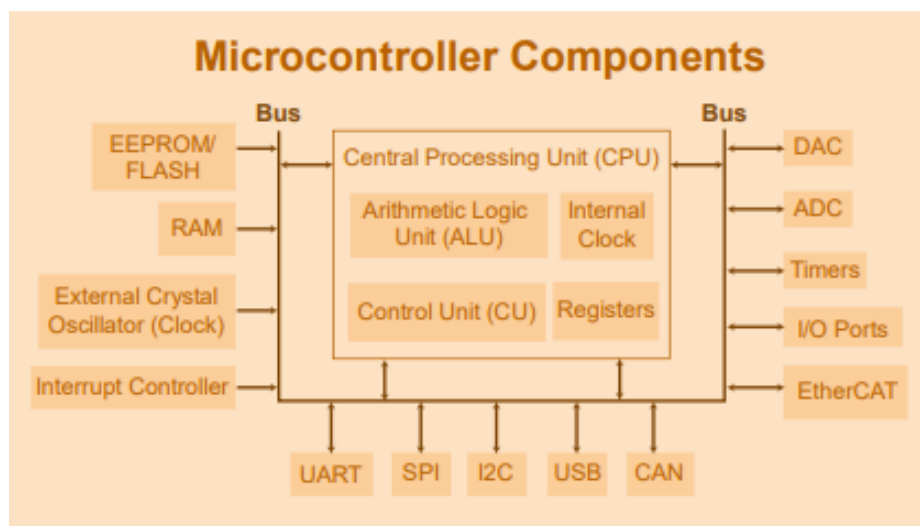 Microcontroller Components
Bus
Bus
EEPROM/
FLASH
RAM
External Crystal
Oscillator (Clock)
Interrupt Controller
Central Processing Unit (CPU)
Arithmetic Logic
Unit (ALU)
Internal
Clock
Control Unit (CU)
Registers
DAC
ADC
Timers
I/O Ports
EtherCAT
UART
SPI
I2C
USB
CAN